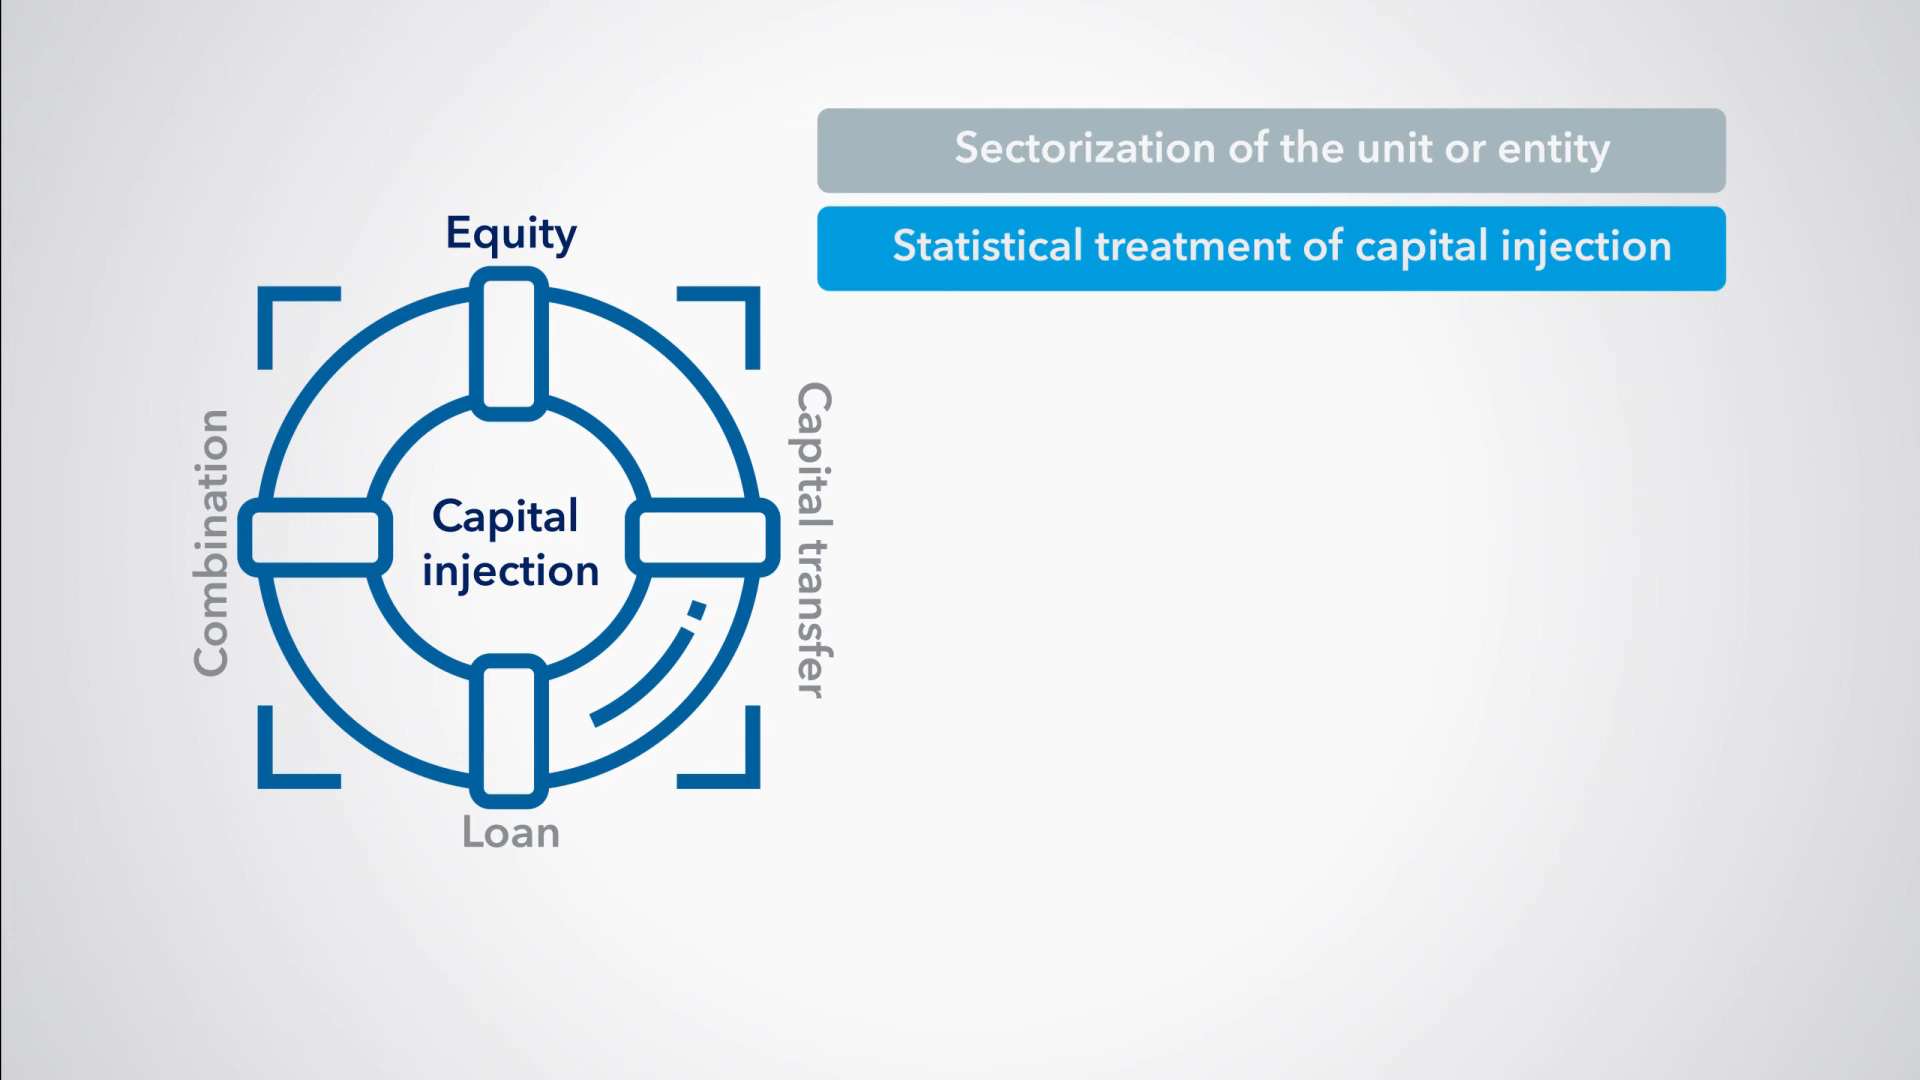 Sectorization of the unit or entity
Statistical treatment of capital injection
Equity
Combination
Capital
injection
Capital transfer
Loan